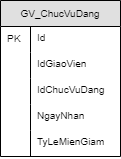 GV_ChucVuDang
PK Id
IdGiaoVien
IdChucVuDang
NgayNhan
TyLeMienGiam